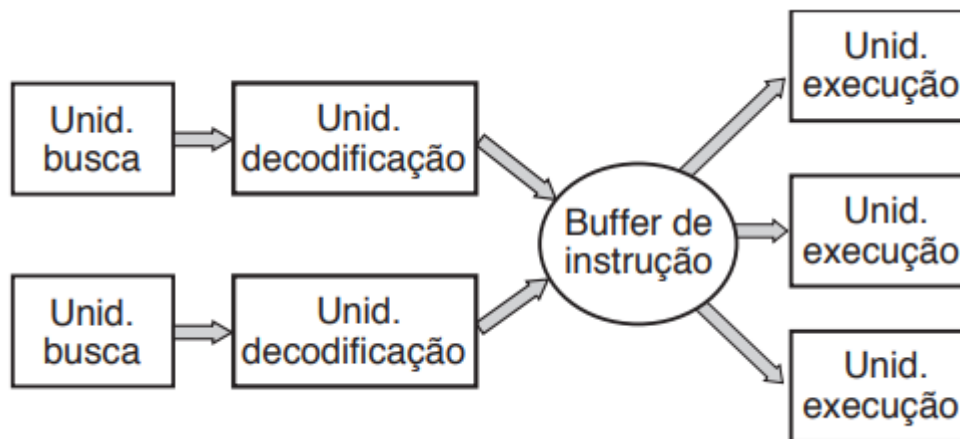 Unid.
busca
Unid.
decodificação
Unid.
busca
Unid.
decodificação
Buffer de
instrução
Unid.
execução
Unid.
execução
Unid.
execução